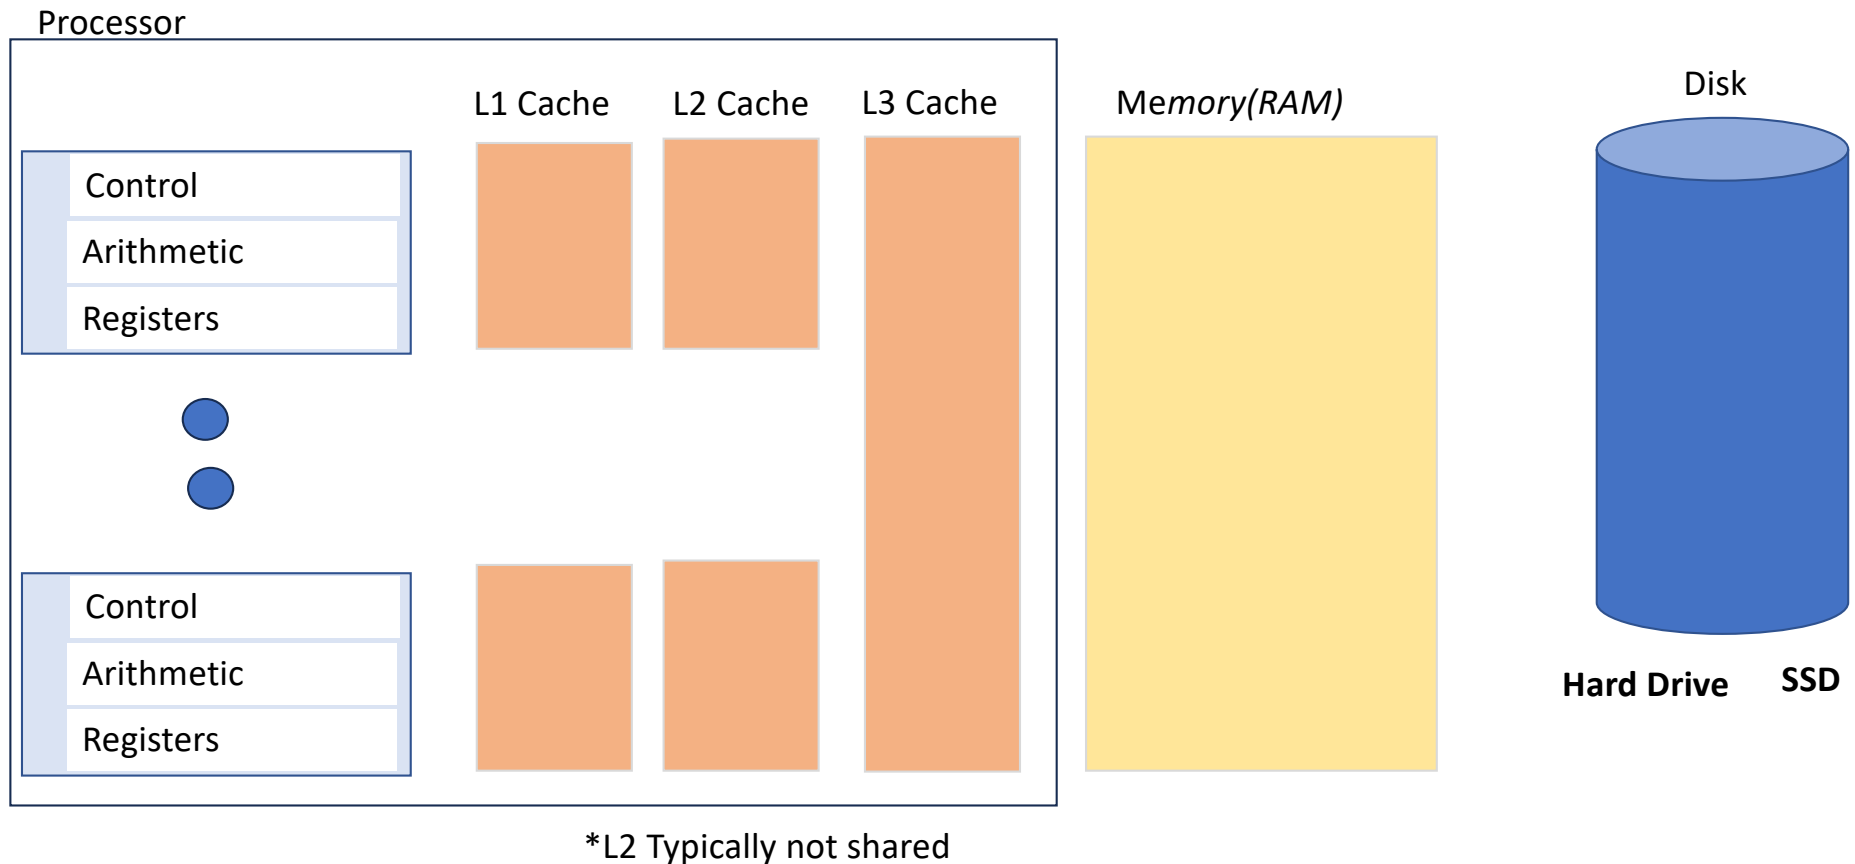 Processor
L1 Cache
L2 Cache
L3 Cache
Memory(RAM)
Disk
Control
Arithmetic
Registers
Control
Arithmetic
Registers
Hard Drive
SSD
*L2 Typically not shared